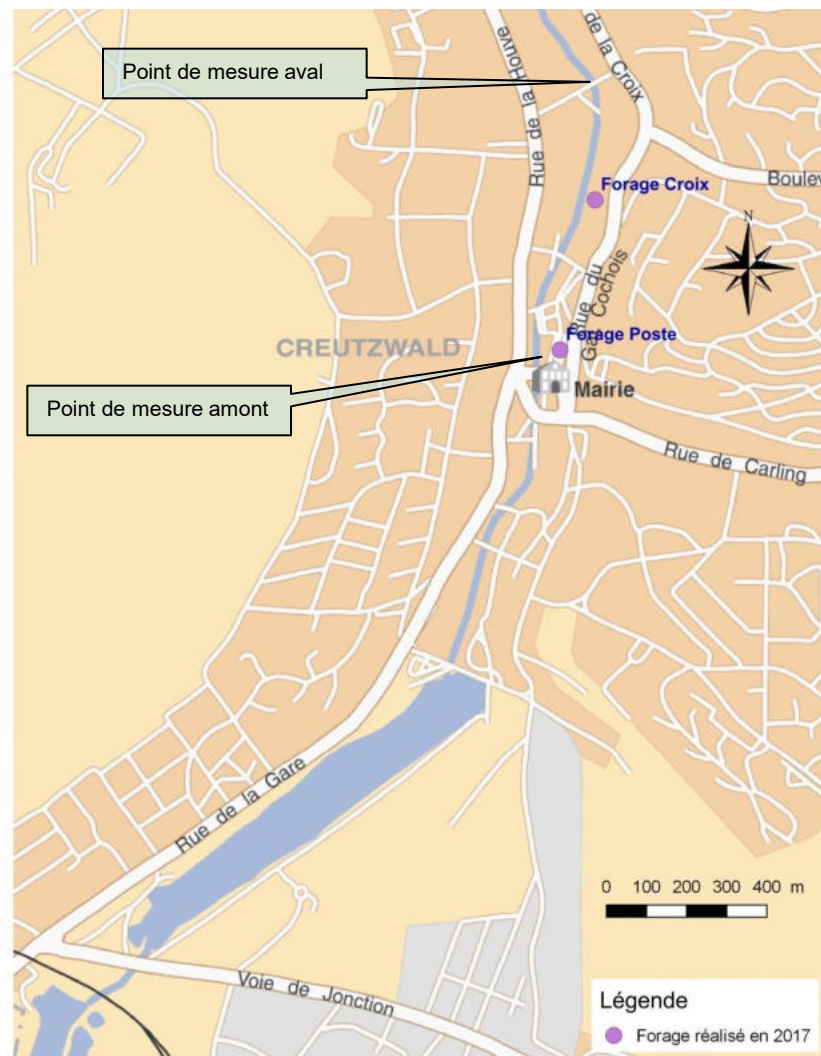 Point de mesure aval
Rue de la Houve
de la Croix
Boulev
Forage Croix
N
Rue du
Gal Cochois
Forage Poste
CREUTZWALD
Mairie
Point de mesure amont
Rue de Carling
Rue de la Gare
0 100 200 300 400 m
Voie de Jonction
Légende
Forage réalisé en 2017